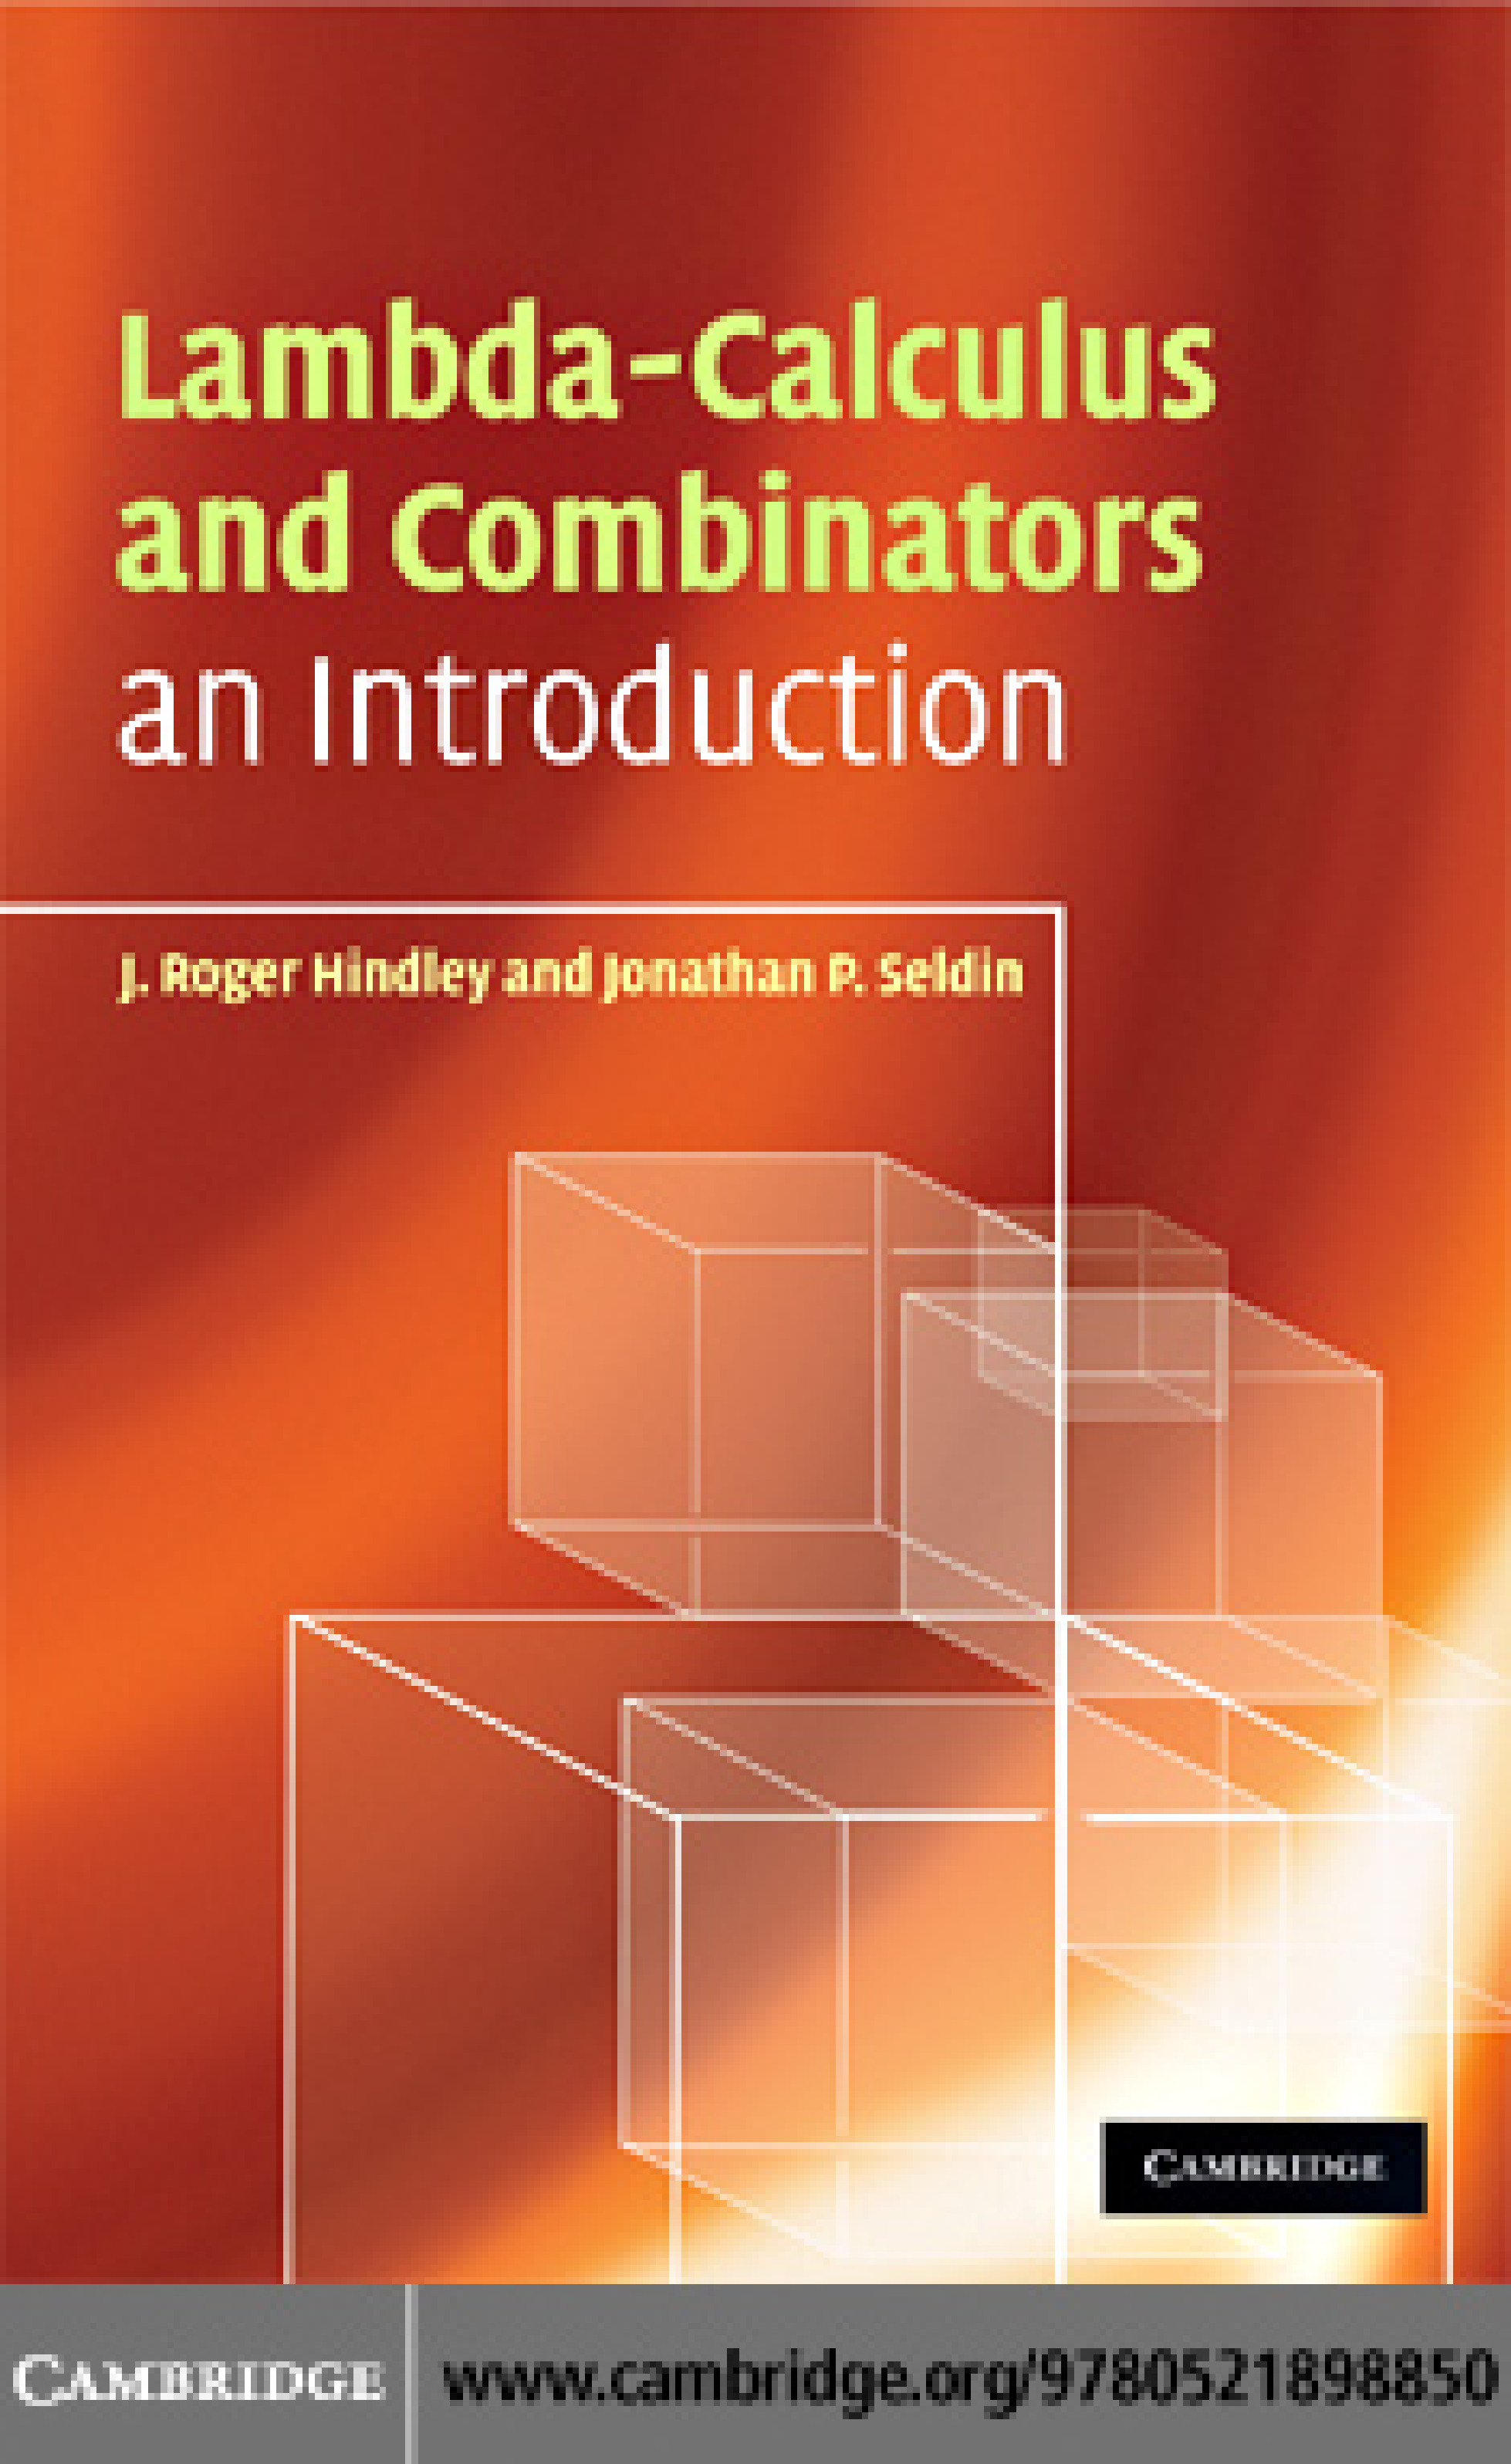 Lambda-Calculus
and Combinators
an Introduction
J. Roger Hindley and Jonathan P. Seldin
CAMBRIDGE
CAMBRIDGE
www.cambridge.org/9780521898850